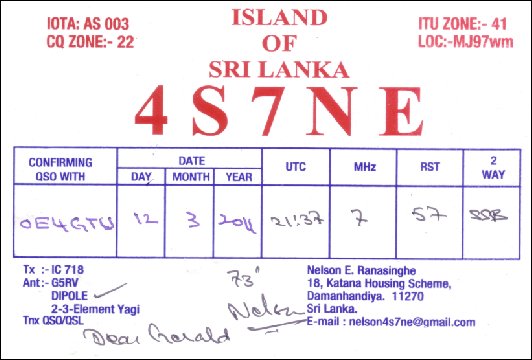 IOTA: AS 003
CQ ZONE:- 22
ISLAND
OF
SRI LANKA
ITU ZONE:- 41
LOC:-MJ97wm
4S7NE
CONFIRMING QSO WITH DATE UTC MHz RST 2 WAY
DAY MONTH YEAR
OE4GTU 12 3 2011 21:37 7 57 SSB
Tx :- IC 718
Ant:- G5RV
DIPOLE ✓
2-3-Element Yagi
Tnx QSO/QSL
Dear Gerald
73"
Nelson
Nelson E. Ranasinghe
18, Katana Housing Scheme,
Damanhandiya. 11270
Sri Lanka.
E-mail : nelson4s7ne@gmail.com